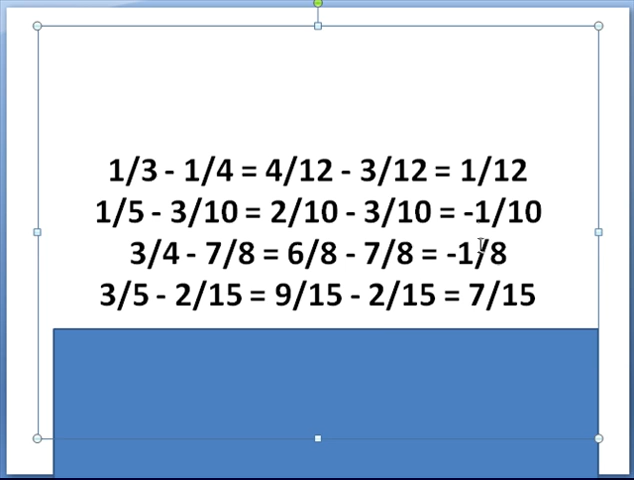 1/3 - 1/4 = 4/12 - 3/12 = 1/12
1/5 - 3/10 = 2/10 - 3/10 = -1/10
3/4 - 7/8 = 6/8 - 7/8 = -1/8
3/5 - 2/15 = 9/15 - 2/15 = 7/15